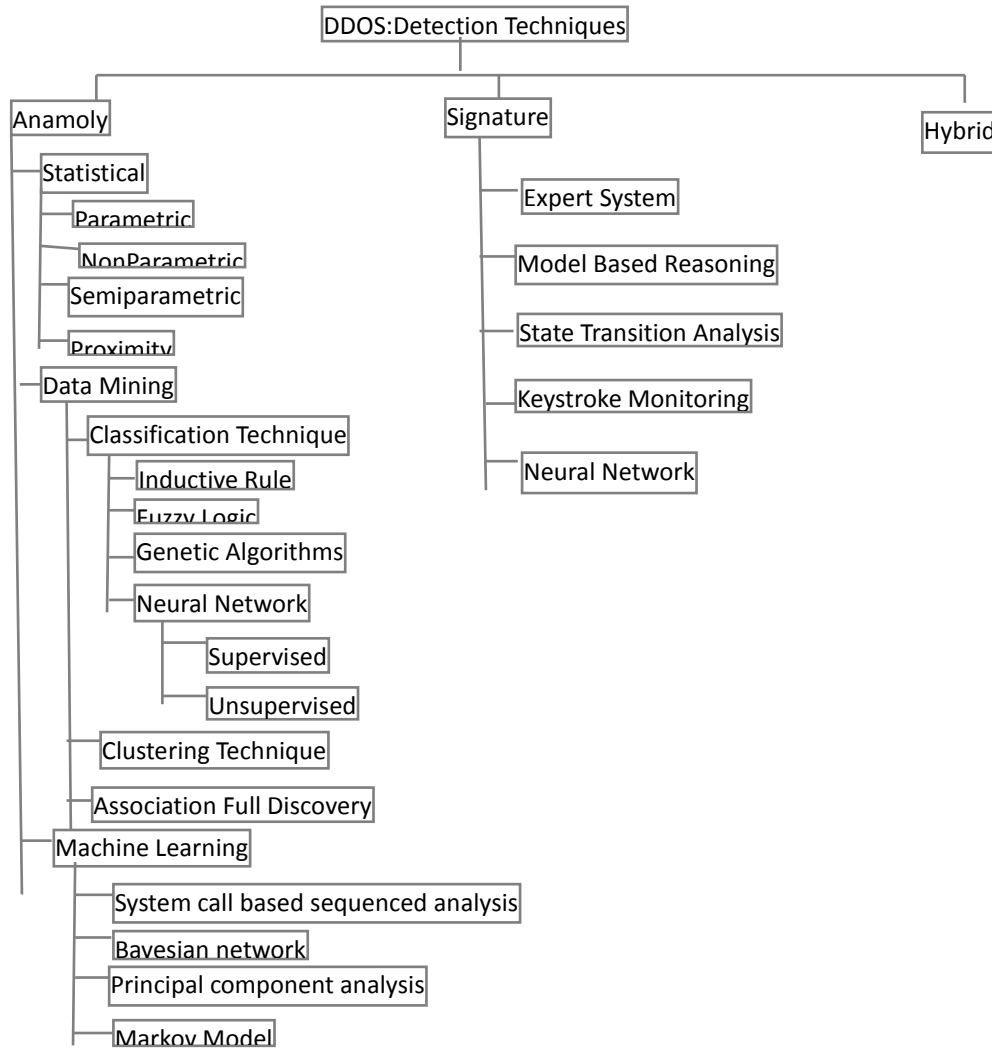 DDOS:Detection Techniques
Anamoly
Signature
Hybrid
Statistical
Parametric
NonParametric
Semiparametric
Proximity
Data Mining
Classification Technique
Inductive Rule
Fuzzy Logic
Genetic Algorithms
Neural Network
Supervised
Unsupervised
Clustering Technique
Association Full Discovery
Machine Learning
System call based sequenced analysis
Bayesian network
Principal component analysis
Markov Model
Expert System
Model Based Reasoning
State Transition Analysis
Keystroke Monitoring
Neural Network